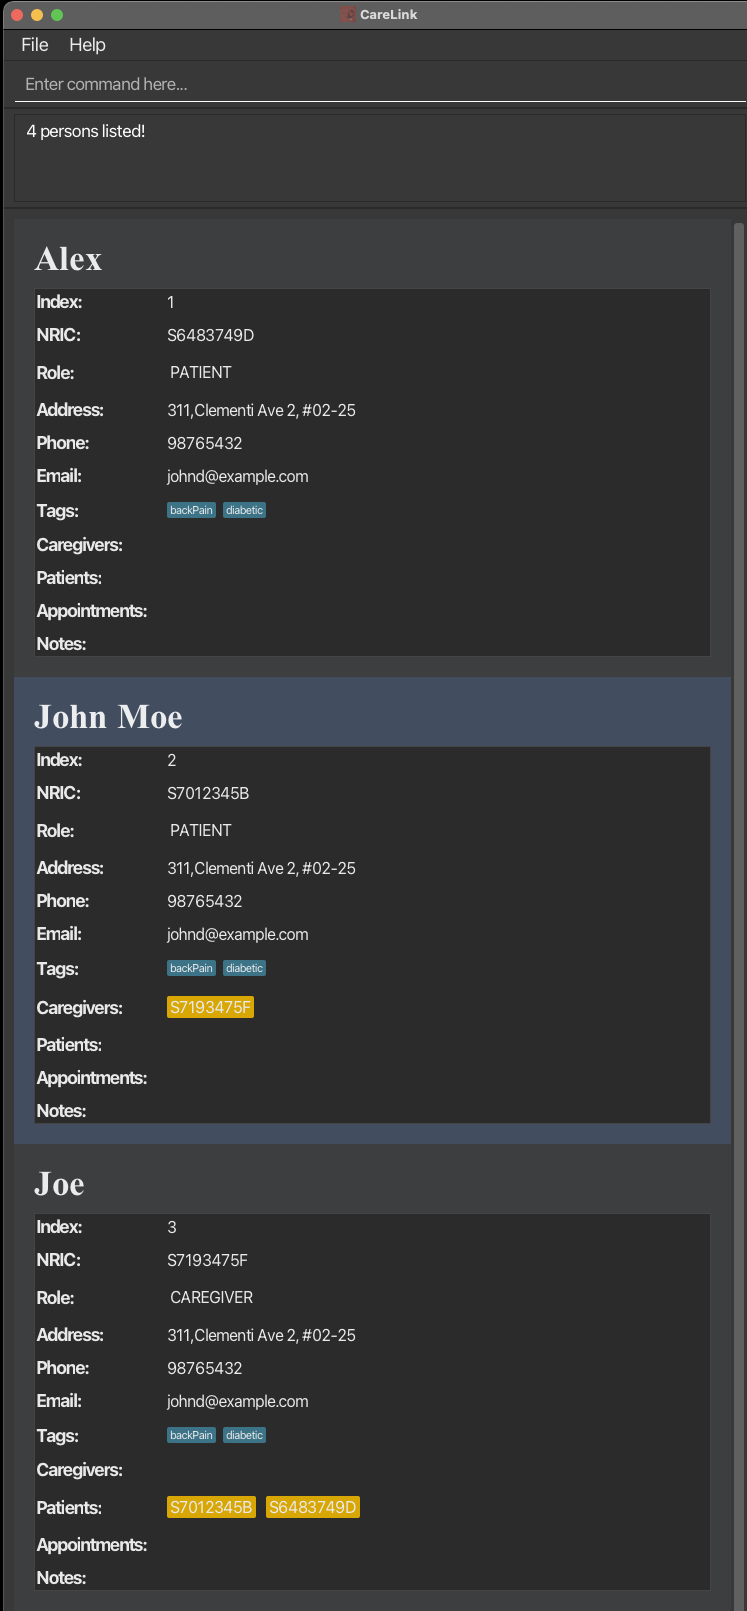 CareLink
File Help
Enter command here...
4 persons listed!
Alex
Index: 1
NRIC: S6483749D
Role: PATIENT
Address: 311,Clementi Ave 2, #02-25
Phone: 98765432
Email: johnd@example.com
Tags: backPain diabetic
Caregivers:
Patients:
Appointments:
Notes:
John Moe
Index: 2
NRIC: S7012345B
Role: PATIENT
Address: 311,Clementi Ave 2, #02-25
Phone: 98765432
Email: johnd@example.com
Tags: backPain diabetic
Caregivers: S7193475F
Patients:
Appointments:
Notes:
Joe
Index: 3
NRIC: S7193475F
Role: CAREGIVER
Address: 311,Clementi Ave 2, #02-25
Phone: 98765432
Email: johnd@example.com
Tags: backPain diabetic
Caregivers:
Patients: S7012345B S6483749D
Appointments:
Notes: